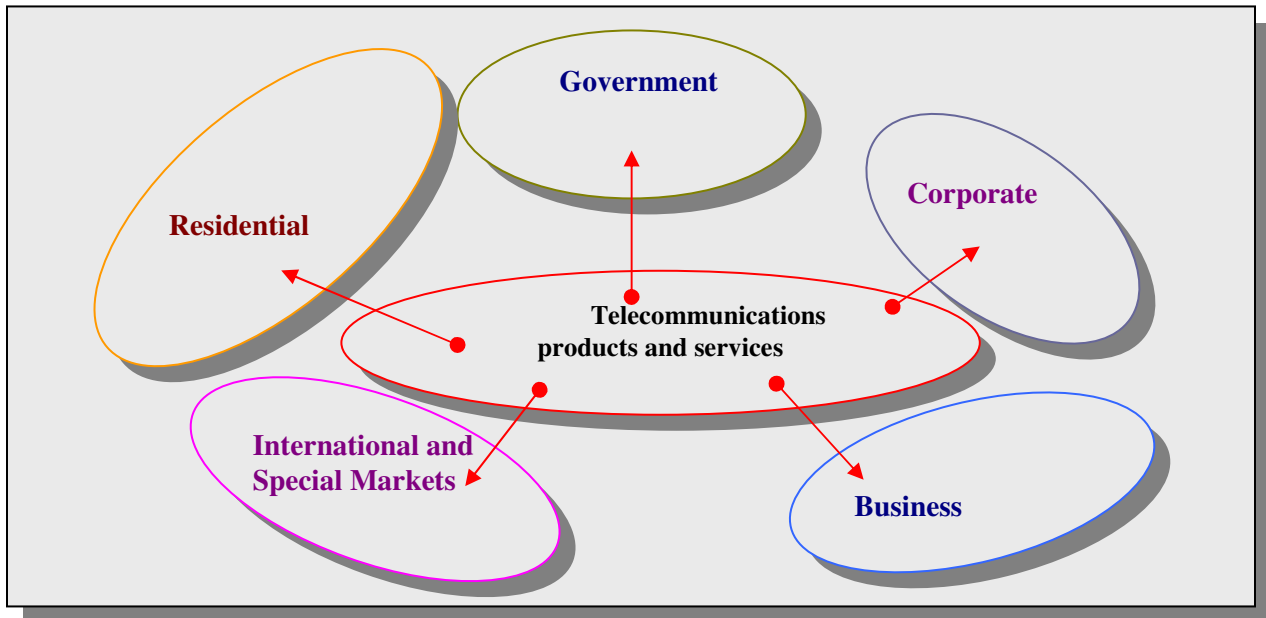 Government
Corporate
Residential
Telecommunications
products and services
International and
Special Markets
Business